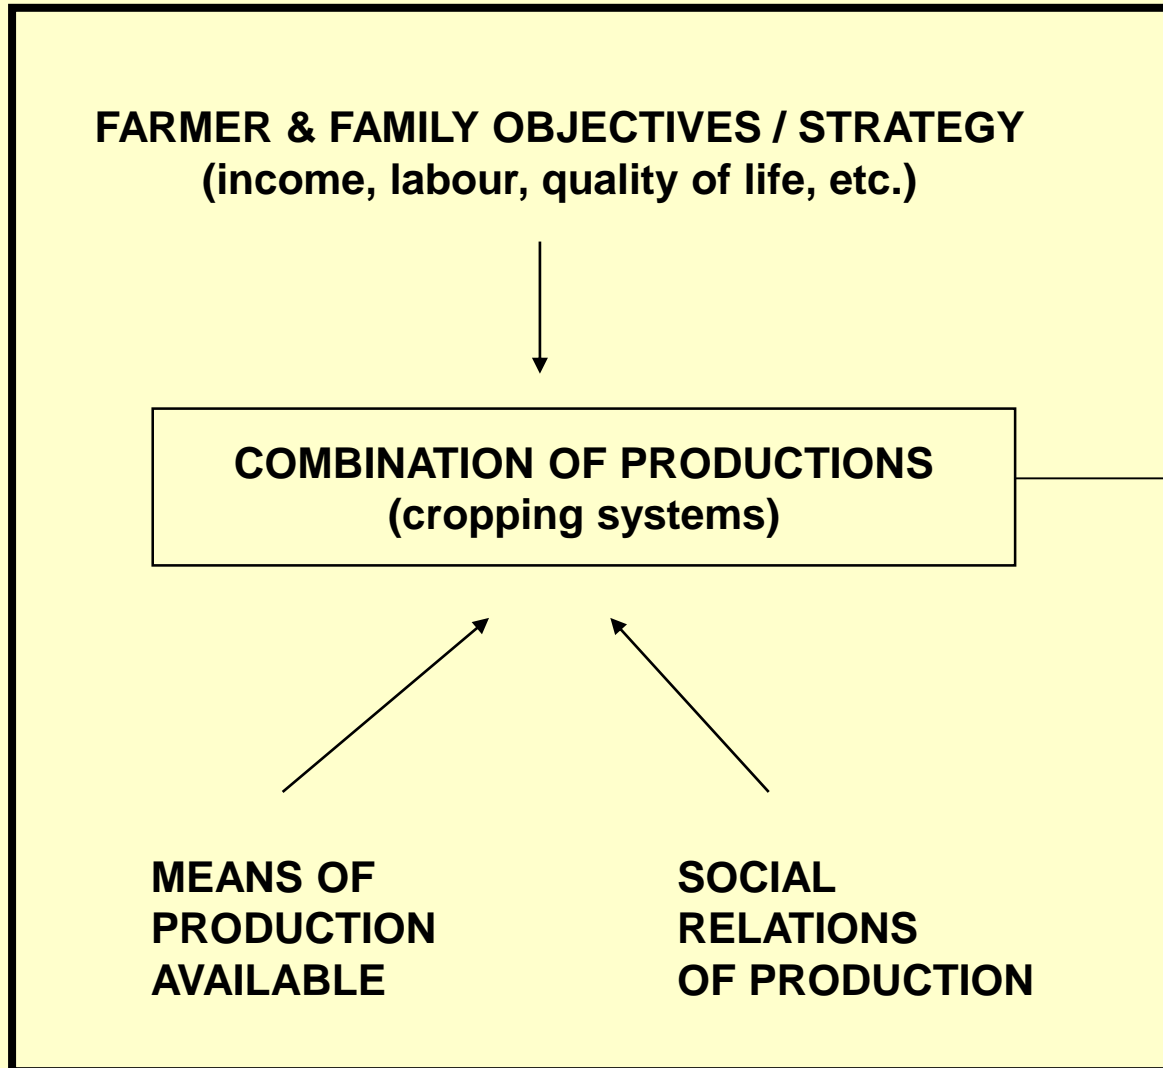 FARMER & FAMILY OBJECTIVES / STRATEGY
(income, labour, quality of life, etc.)
COMBINATION OF PRODUCTIONS
(cropping systems)
MEANS OF
PRODUCTION
AVAILABLE
SOCIAL
RELATIONS
OF PRODUCTION